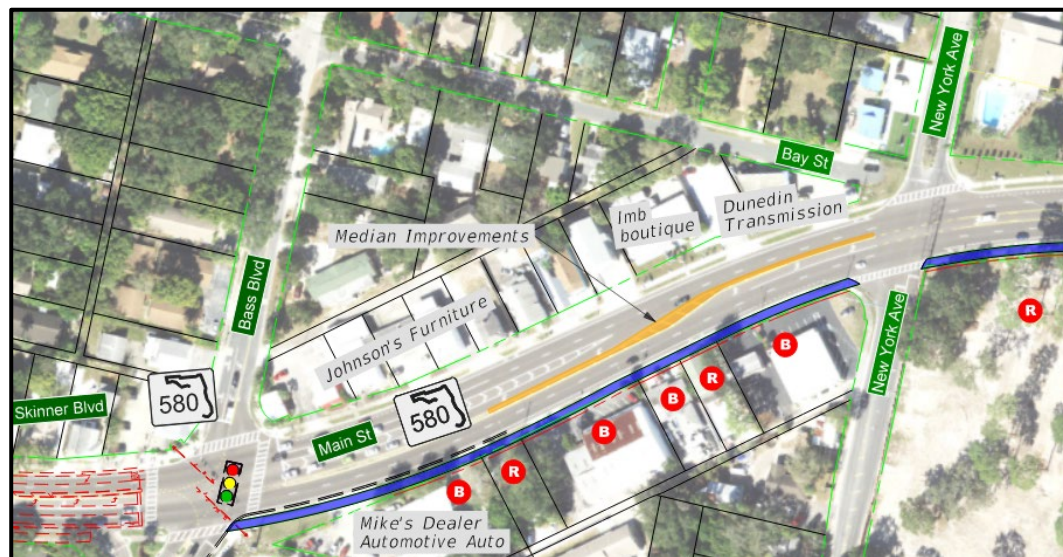 New York Ave
Bay St
Dunedin
Transmission
Imb
boutique
Median Improvements
Bass Blvd
Johnson's Furniture
R
New York Ave
B
R
B
B
580
580
Skinner Blvd
Main St
R
B
Mike's Dealer
Automotive Auto